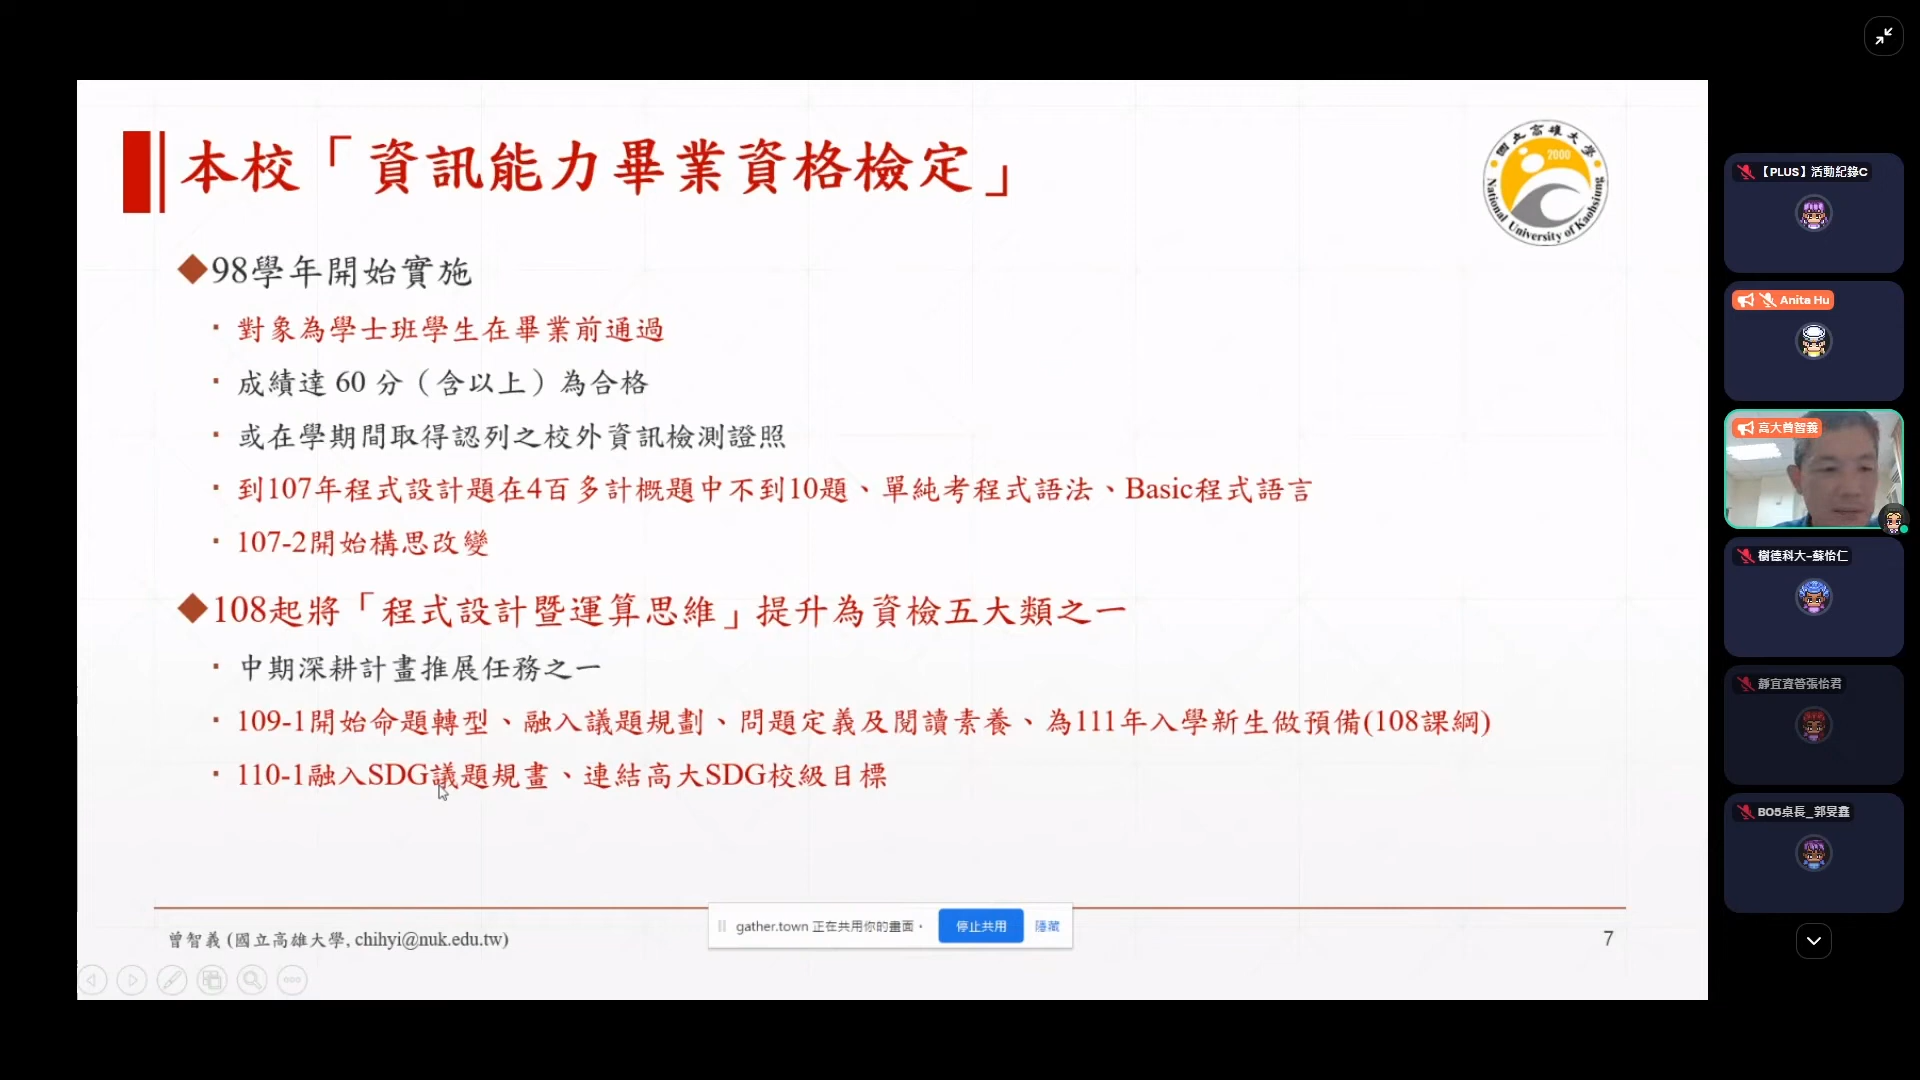 本校「資訊能力畢業資格檢定」
國立高雄大學
2000
National University of Kaohsiung
98學年開始實施
對象為學士班學生在畢業前通過
成績達 60 分（含以上）為合格
或在學期間取得認列之校外資訊檢測證照
到107年程式設計題在4百多計概題中不到10題、單純考程式語法、Basic程式語言
107-2開始構思改變
108起將「程式設計暨運算思維」提升為資檢五大類之一
中期深耕計畫推展任務之一
109-1開始命題轉型、融入議題規劃、問題定義及閱讀素養、為111年入學新生做預備(108課綱)
110-1融入SDG議題規畫、連結高大SDG校級目標
曾智義 (國立高雄大學, chihyi@nuk.edu.tw)
gather.town 正在共用你的畫面。
停止共用
隱藏
7
【PLUS】活動紀錄C
Anita Hu
高大曾智義
樹德科大-蘇怡仁
靜宜資管張怡君
B05桌長_郭旻鑫